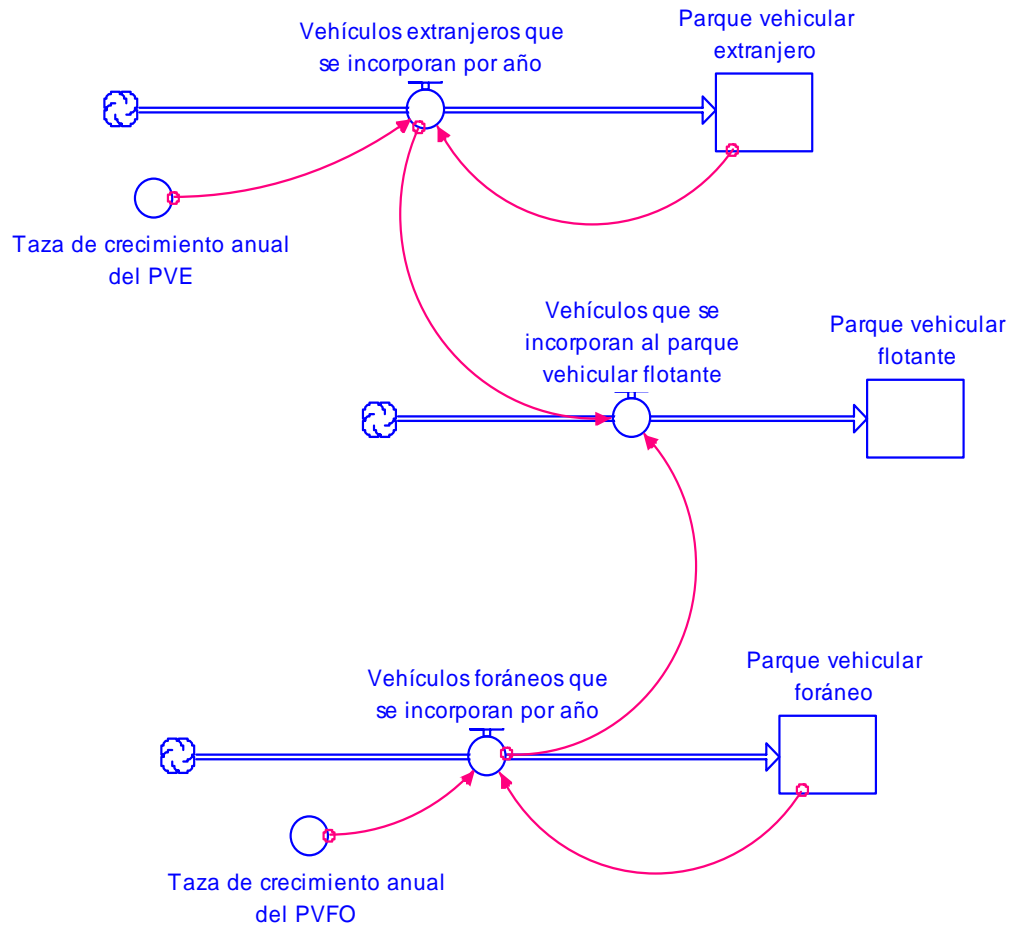 Vehículos extranjeros que
se incorporan por año
Parque vehicular
extranjero
Taza de crecimiento anual
del PVE
Vehículos que se
incorporan al parque
vehicular flotante
Parque vehicular
flotante
Vehículos foráneos que
se incorporan por año
Parque vehicular
foráneo
Taza de crecimiento anual
del PVFO